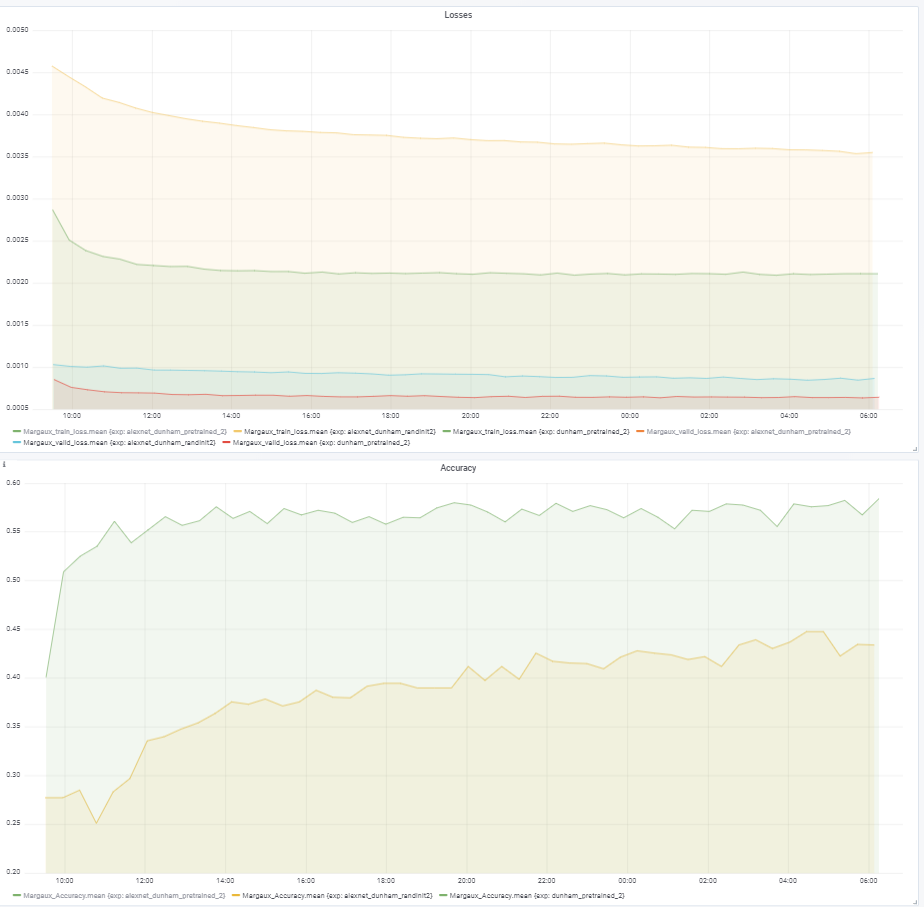 Losses
0.0050
0.0045
0.0040
0.0035
0.0030
0.0025
0.0020
0.0015
0.0010
0.0005
10:00 12:00 14:00 16:00 18:00 20:00 22:00 00:00 02:00 04:00 06:00
Margaux_train_loss.mean {exp: alexnet_dunham_pretrained_2} Margaux_train_loss.mean {exp: alexnet_dunham_randinit2} Margaux_train_loss.mean {exp: dunham_pretrained_2} Margaux_valid_loss.mean {exp: alexnet_dunham_pretrained_2}
Margaux_valid_loss.mean {exp: alexnet_dunham_randinit2} Margaux_valid_loss.mean {exp: dunham_pretrained_2}
i
Accuracy
0.60
0.55
0.50
0.45
0.40
0.35
0.30
0.25
0.20
10:00 12:00 14:00 16:00 18:00 20:00 22:00 00:00 02:00 04:00 06:00
Margaux_Accuracy.mean {exp: alexnet_dunham_pretrained_2} Margaux_Accuracy.mean {exp: alexnet_dunham_randinit2} Margaux_Accuracy.mean {exp: dunham_pretrained_2}